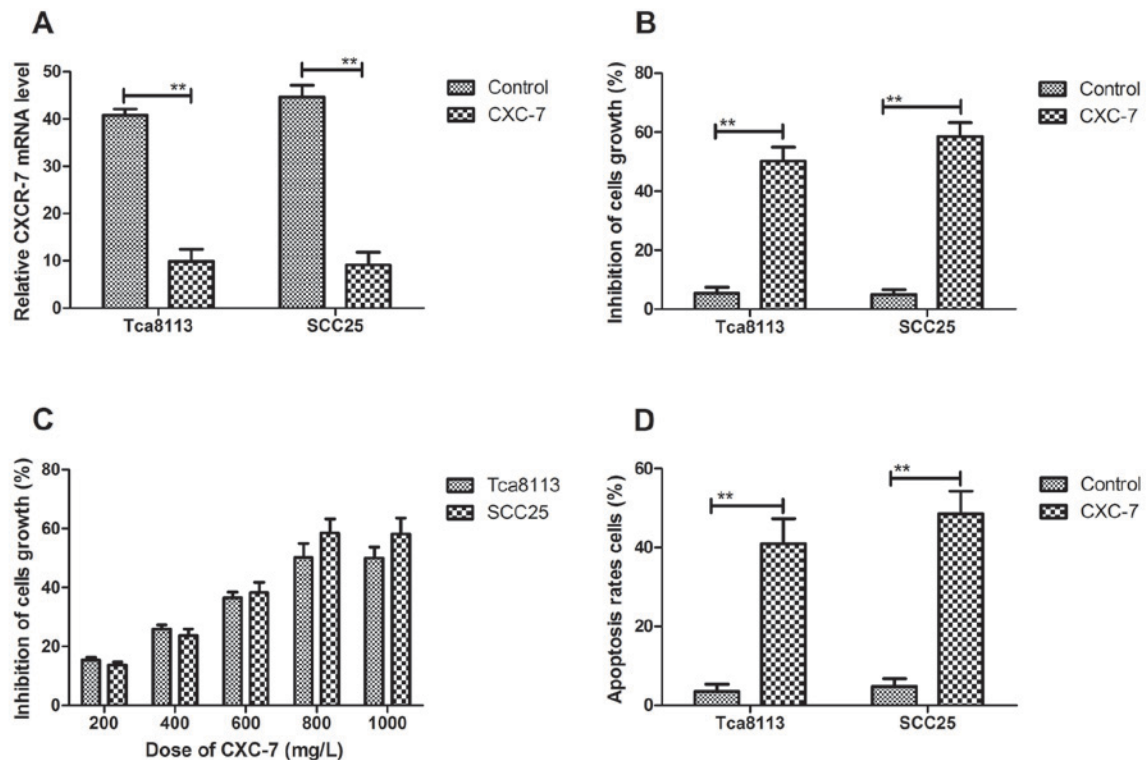 A
Relative CXCR-7 mRNA level
50
40
30
20
10
0
**
**
Tca8113
SCC25
Control
CXC-7
B
Inhibition of cells growth (%)
80
60
40
20
0
**
**
Tca8113
SCC25
Control
CXC-7
C
Inhibition of cells growth (%)
80
60
40
20
0
200
400
600
800
1000
Dose of CXC-7 (mg/L)
Tca8113
SCC25
D
Apoptosis rates cells (%)
60
40
20
0
**
**
Tca8113
SCC25
Control
CXC-7